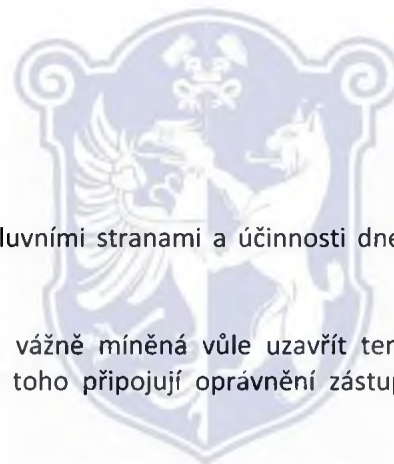 luvními stranami a účinnosti dne
vážně míněná vůle uzavřít ten
toho připojují oprávnění zástup